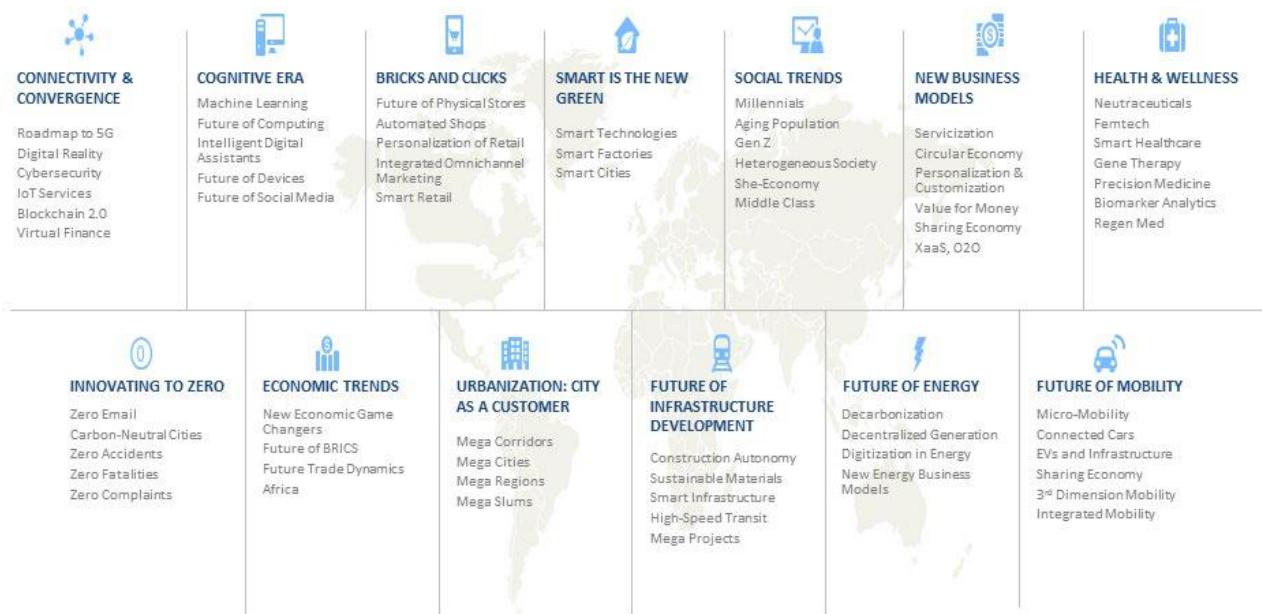 CONNECTIVITY &
CONVERGENCE
Roadmap to 5G
Digital Reality
Cybersecurity
IoT Services
Blockchain 2.0
Virtual Finance
COGNITIVE ERA
Machine Learning
Future of Computing
Intelligent Digital
Assistants
Future of Devices
Future of Social Media
BRICKS AND CLICKS
Future of Physical Stores
Automated Shops
Personalization of Retail
Integrated Omnichannel
Marketing
Smart Retail
SMART IS THE NEW
GREEN
Smart Technologies
Smart Factories
Smart Cities
SOCIAL TRENDS
Millennials
Aging Population
Gen Z
Heterogeneous Society
She-Economy
Middle Class
NEW BUSINESS
MODELS
Servicization
Circular Economy
Personalization &
Customization
Value for Money
Sharing Economy
XaaS, O2O
HEALTH & WELLNESS
Neutraceuticals
Femtech
Smart Healthcare
Gene Therapy
Precision Medicine
Biomarker Analytics
Regen Med
INNOVATING TO ZERO
Zero Email
Carbon-Neutral Cities
Zero Accidents
Zero Fatalities
Zero Complaints
ECONOMIC TRENDS
New Economic Game
Changers
Future of BRICS
Future Trade Dynamics
Africa
URBANIZATION: CITY
AS A CUSTOMER
Mega Corridors
Mega Cities
Mega Regions
Mega Slums
FUTURE OF
INFRASTRUCTURE
DEVELOPMENT
Construction Autonomy
Sustainable Materials
Smart Infrastructure
High-Speed Transit
Mega Projects
FUTURE OF ENERGY
Decarbonization
Decentralized Generation
Digitization in Energy
New Energy Business
Models
FUTURE OF MOBILITY
Micro-Mobility
Connected Cars
EVs and Infrastructure
Sharing Economy
3rd Dimension Mobility
Integrated Mobility